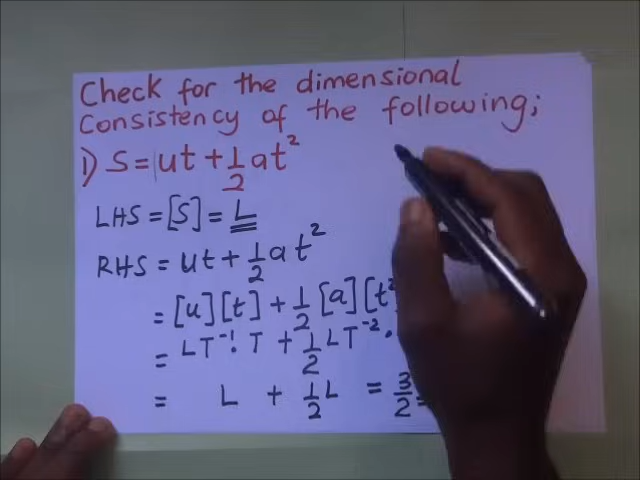 Check for the dimensional
Consistency of the following;
1) S = ut + 1/2 at²
LHS = [S] = L
RHS = ut + 1/2 at²
= [u][t] + 1/2 [a][t²
= LT⁻¹. T + 1/2 LT⁻².
= L + 1/2 L = 3/2